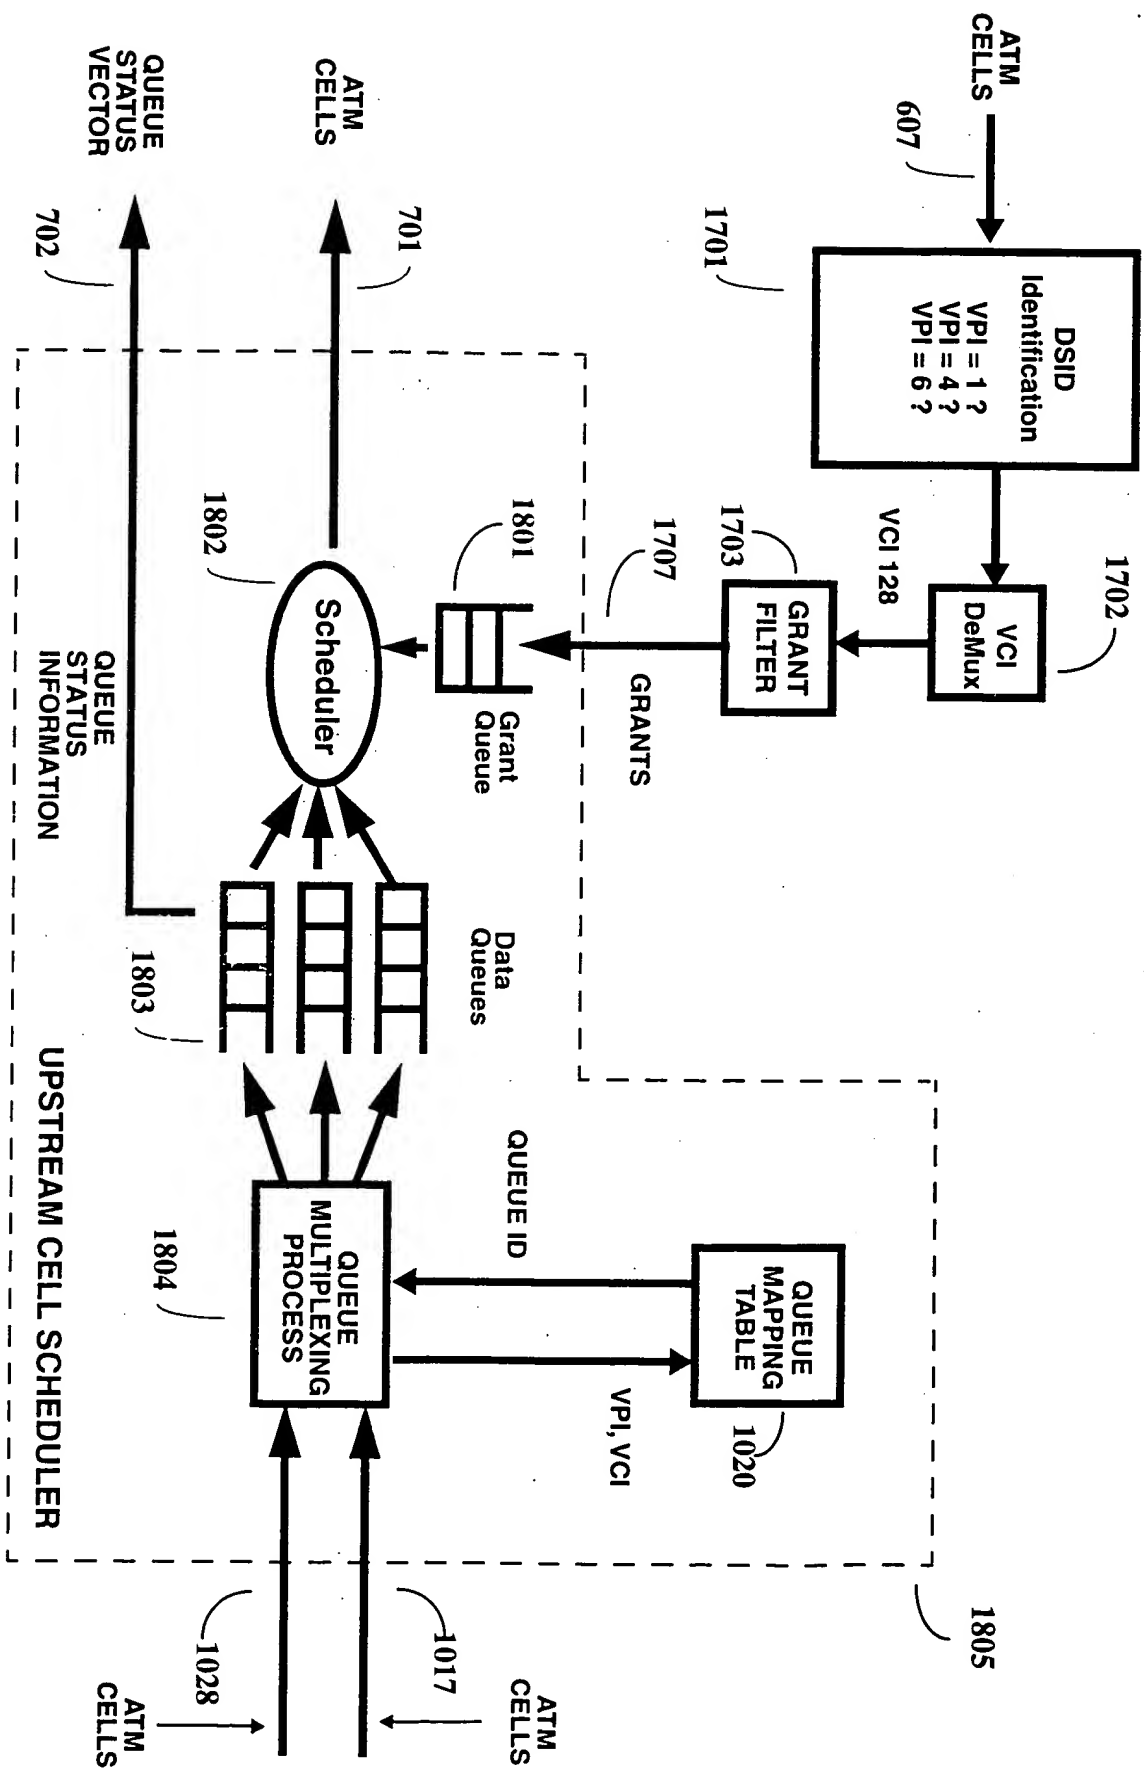 ATM
CELLS
607
1701
DSID
Identification
VPI = 1 ?
VPI = 4 ?
VPI = 6 ?
VCI 128
1702
VCI
DeMux
1703
GRANT
FILTER
1707
GRANTS
1801
Grant
Queue
ATM
CELLS
701
1802
Scheduler
QUEUE
STATUS
VECTOR
702
QUEUE
STATUS
INFORMATION
Data
Queues
1803
QUEUE ID
QUEUE
MAPPING
TABLE
1020
VPI, VCI
QUEUE
MULTIPLEXING
PROCESS
1804
UPSTREAM CELL SCHEDULER
1805
1017
ATM
CELLS
1028
ATM
CELLS